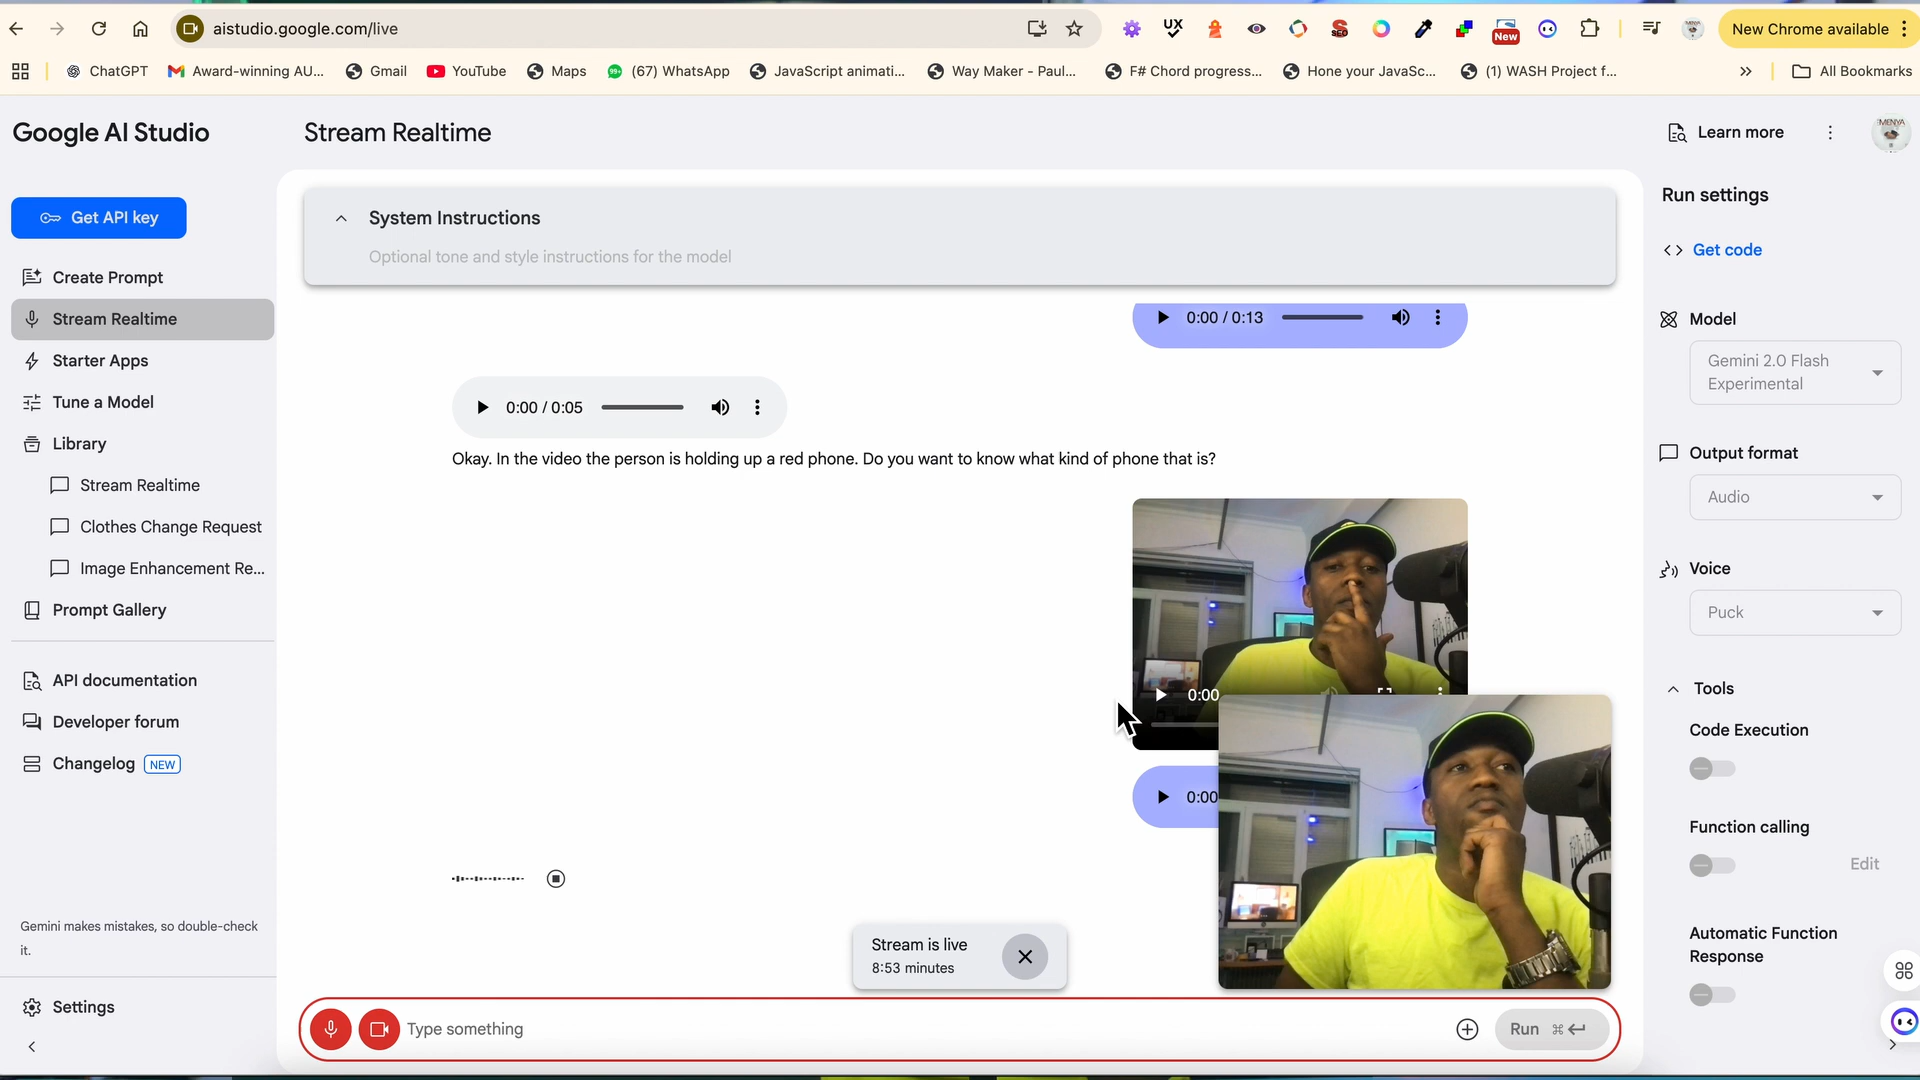 aistudio.google.com/live
New
New Chrome available
ChatGPT
Award-winning AU...
Gmail
YouTube
Maps
99+
(67) WhatsApp
JavaScript animati...
Way Maker - Paul...
F# Chord progress...
Hone your JavaSc...
(1) WASH Project f...
All Bookmarks
Google AI Studio
Stream Realtime
Learn more
Get API key
Create Prompt
Stream Realtime
Starter Apps
Tune a Model
Library
Stream Realtime
Clothes Change Request
Image Enhancement Re...
Prompt Gallery
API documentation
Developer forum
Changelog NEW
Gemini makes mistakes, so double-check
it.
Settings
System Instructions
Optional tone and style instructions for the model
0:00 / 0:13
0:00 / 0:05
Okay. In the video the person is holding up a red phone. Do you want to know what kind of phone that is?
0:00
0:00
Stream is live
8:53 minutes
Type something
Run ⌘
Run settings
Get code
Model
Gemini 2.0 Flash
Experimental
Output format
Audio
Voice
Puck
Tools
Code Execution
Function calling
Edit
Automatic Function
Response